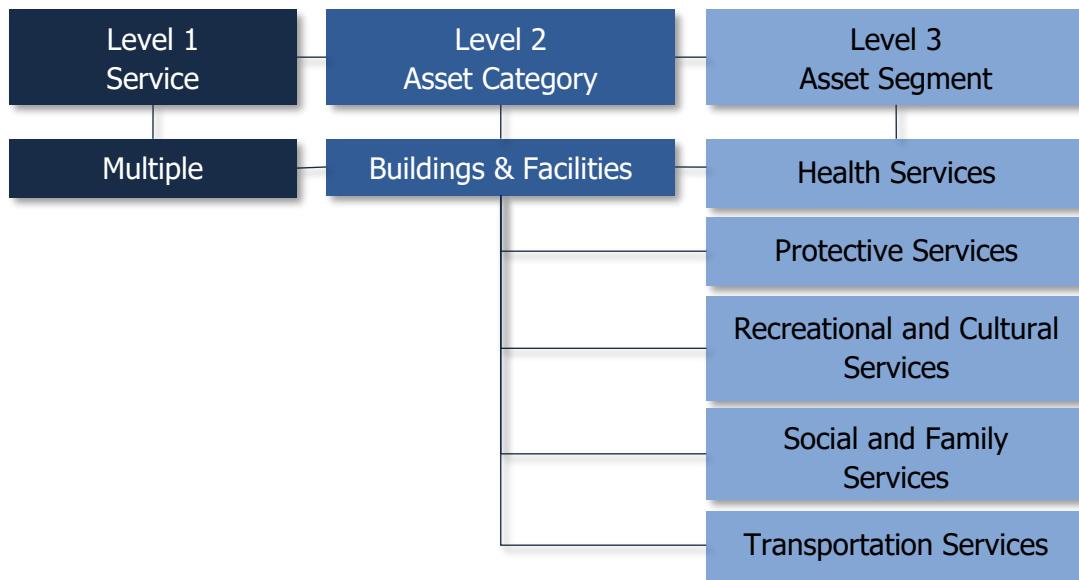 Level 1
Service
Level 2
Asset Category
Level 3
Asset Segment
Multiple
Buildings & Facilities
Health Services
Protective Services
Recreational and Cultural
Services
Social and Family
Services
Transportation Services